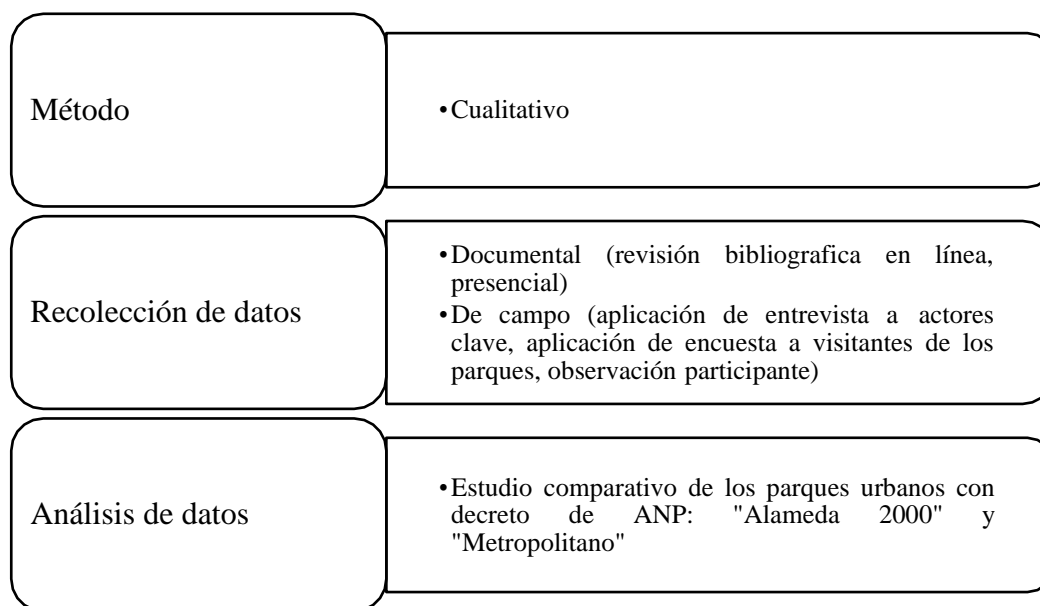 Método
•Cualitativo
Recolección de datos
•Documental (revisión bibliografica en línea,
presencial)
•De campo (aplicación de entrevista a actores
clave, aplicación de encuesta a visitantes de los
parques, observación participante)
Análisis de datos
•Estudio comparativo de los parques urbanos con
decreto de ANP: "Alameda 2000" y
"Metropolitano"